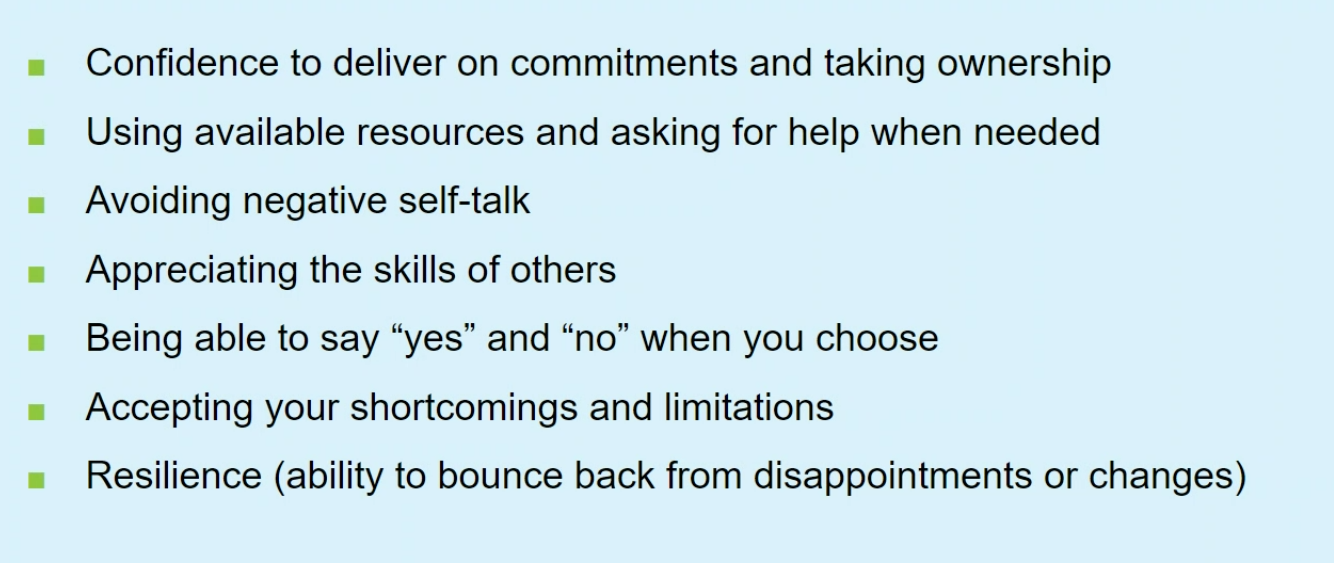 Confidence to deliver on commitments and taking ownership
Using available resources and asking for help when needed
Avoiding negative self-talk
Appreciating the skills of others
Being able to say “yes” and “no” when you choose
Accepting your shortcomings and limitations
Resilience (ability to bounce back from disappointments or changes)